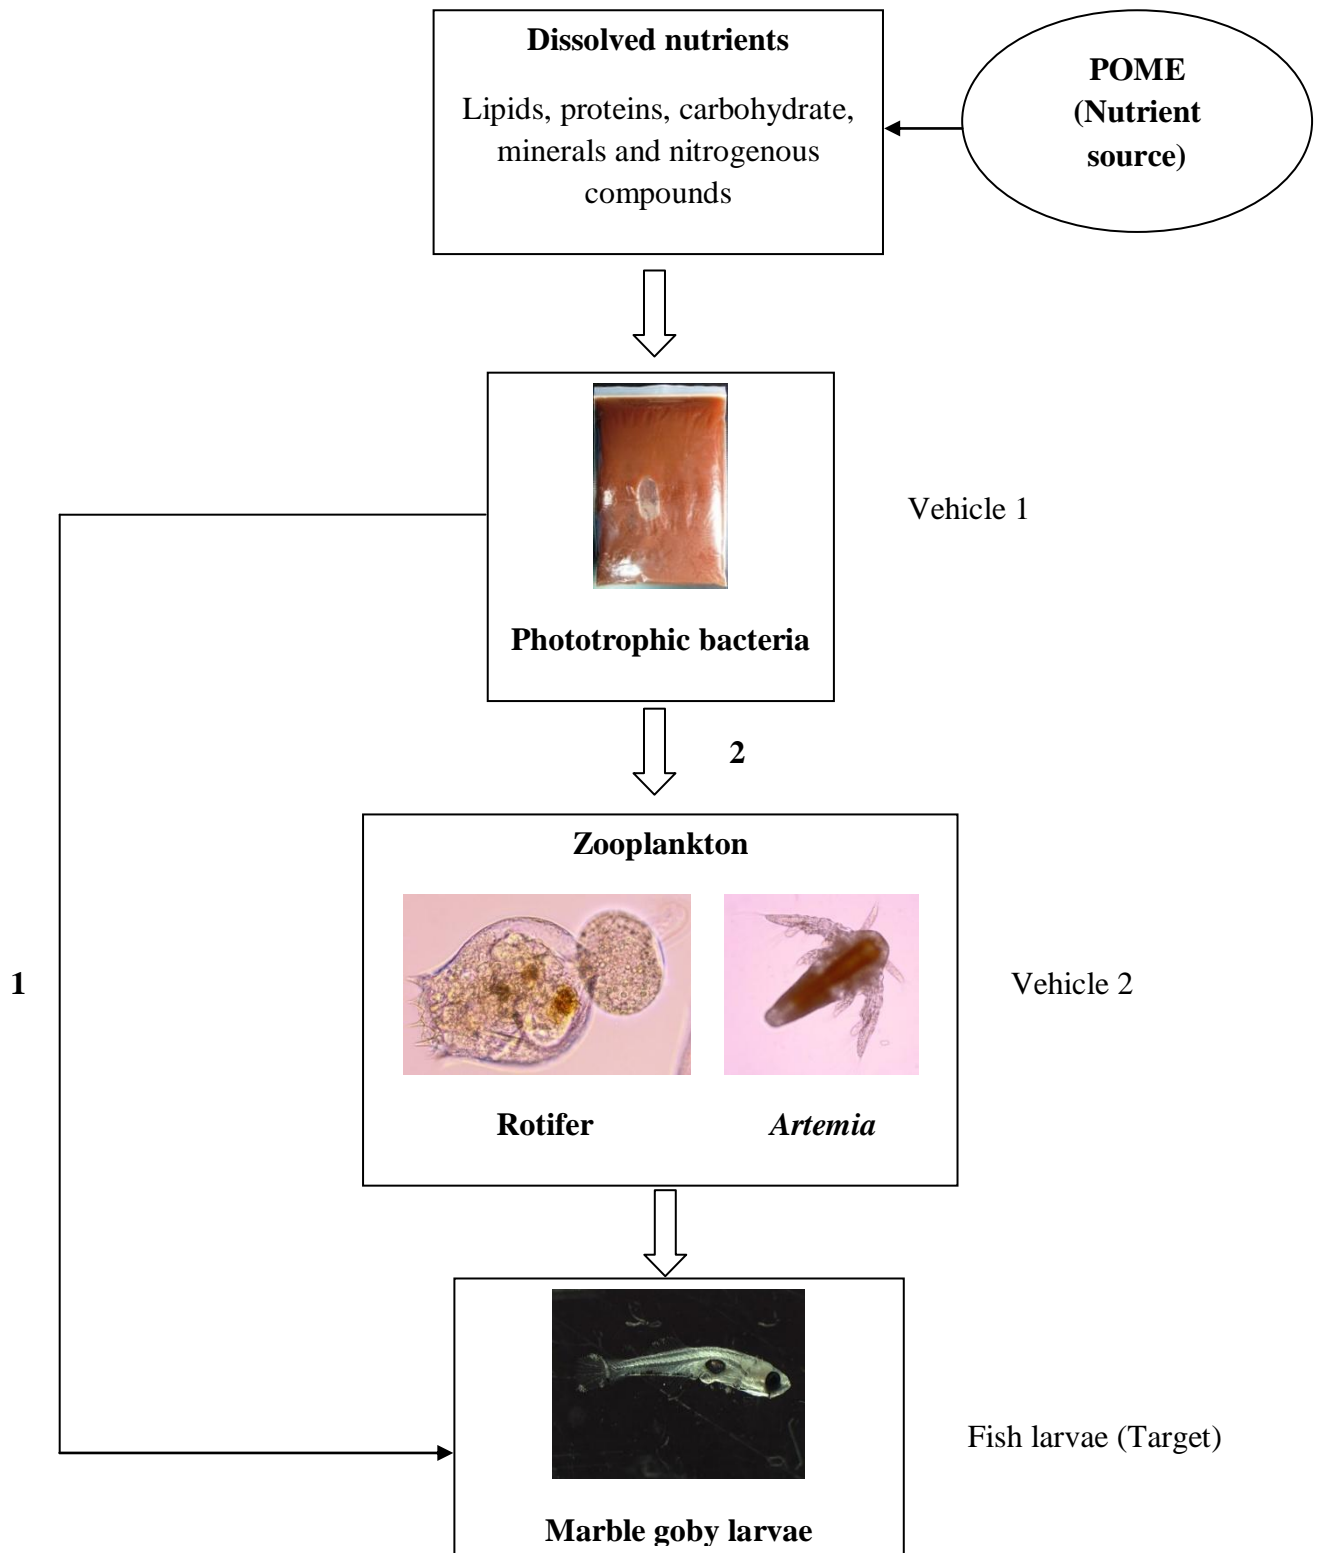 Dissolved nutrients
Lipids, proteins, carbohydrate,
minerals and nitrogenous
compounds
POME
(Nutrient
source)
Phototrophic bacteria
Vehicle 1
2
Zooplankton
Rotifer
Artemia
Vehicle 2
1
Marble goby larvae
Fish larvae (Target)